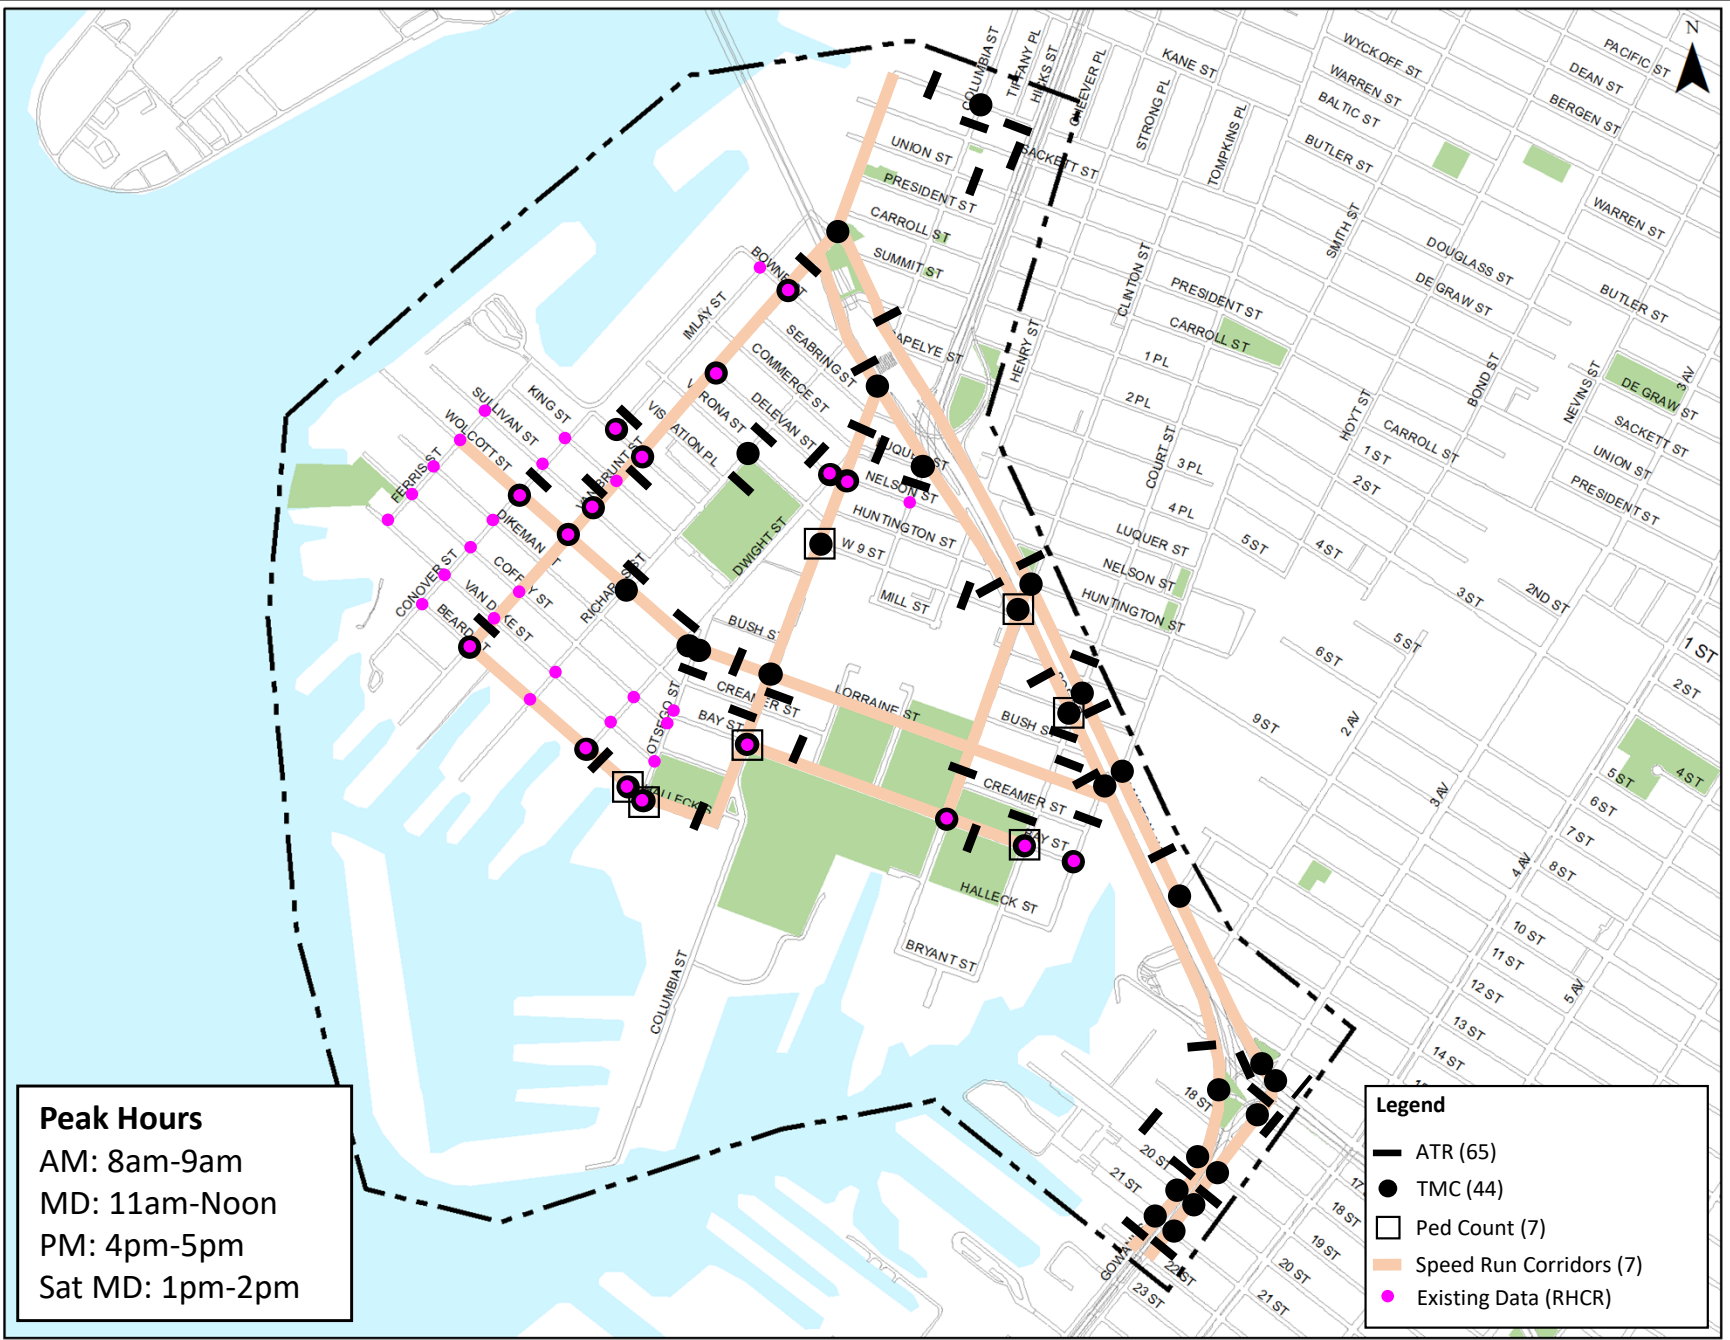 N
COLUMBIA ST
TIFFANY PL
HICKS ST
CHEEVER PL
KANE ST
STRONG PL
TOMPKINS PL
WYCKOFF ST
WARREN ST
BALTIC ST
BUTLER ST
PACIFIC ST
DEAN ST
BERGEN ST
WARREN ST
UNION ST
SACKETT ST
PRESIDENT ST
CARROLL ST
SUMMIT ST
SMITH ST
DOUGLASS ST
DE GRAW ST
BUTLER ST
CLINTON ST
PRESIDENT ST
CARROLL ST
IMLAY ST
SEABRING ST
COMMERCE ST
DELEVAN ST
HENRY ST
1 PL
2 PL
3 PL
4 PL
COURT ST
HOYT ST
BOND ST
NEVINS ST
3 AV
DE GRAW ST
SACKETT ST
UNION ST
PRESIDENT ST
CARROLL ST
1 ST
2 ST
KING ST
SULLIVAN ST
WOLCOTT ST
FERRIS ST
CONOVER ST
NELSON ST
HUNTINGTON ST
W 9 ST
MILL ST
DWIGHT ST
LUQUER ST
NELSON ST
HUNTINGTON ST
5 ST
4 ST
3 ST
2ND ST
6 ST
5 ST
1 ST
2 ST
9 ST
2 AV
3 AV
4 AV
5 AV
5 ST
4 ST
6 ST
7 ST
8 ST
10 ST
11 ST
12 ST
13 ST
14 ST
BUSH ST
CREAMER ST
BAY ST
LORRAINE ST
OTSEGO ST
BUSH ST
CREAMER ST
BAY ST
HALLECK ST
BRYANT ST
COLUMBIA ST
18 ST
20 ST
21 ST
22 ST
23 ST
18 ST
19 ST
20 ST
21 ST
Peak Hours
AM: 8am-9am
MD: 11am-Noon
PM: 4pm-5pm
Sat MD: 1pm-2pm
Legend
ATR (65)
TMC (44)
Ped Count (7)
Speed Run Corridors (7)
Existing Data (RHCR)